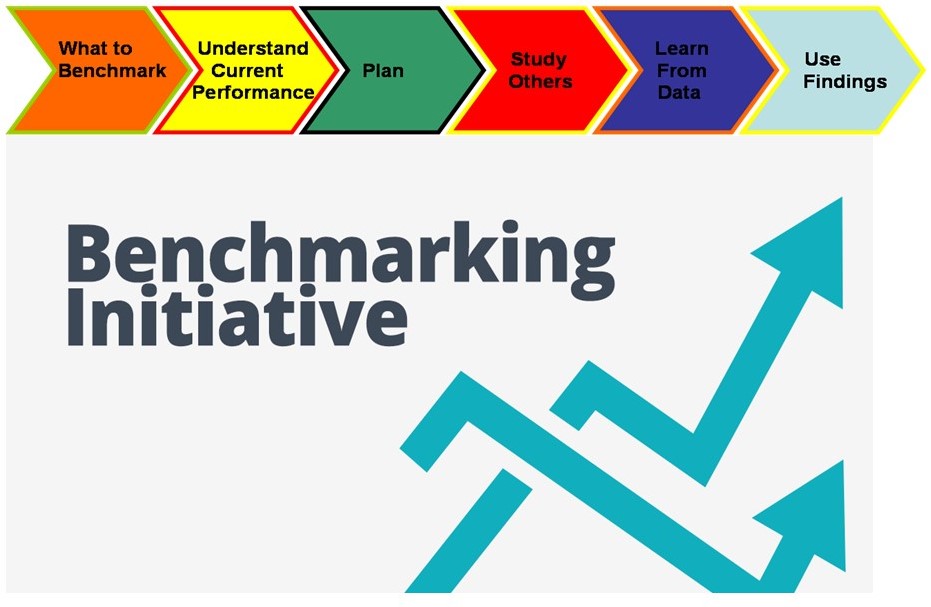 What to
Benchmark
Understand
Current
Performance
Plan
Study
Others
Learn
From
Data
Use
Findings
Benchmarking
Initiative